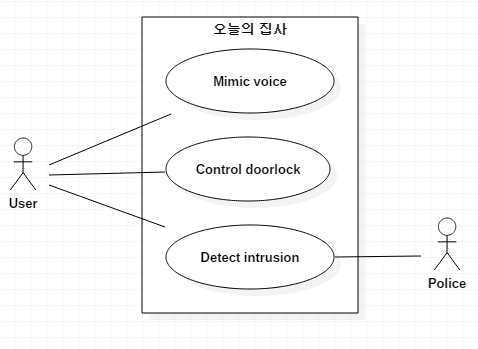 오늘의 집사
Mimic voice
Control doorlock
User
Detect intrusion
Police